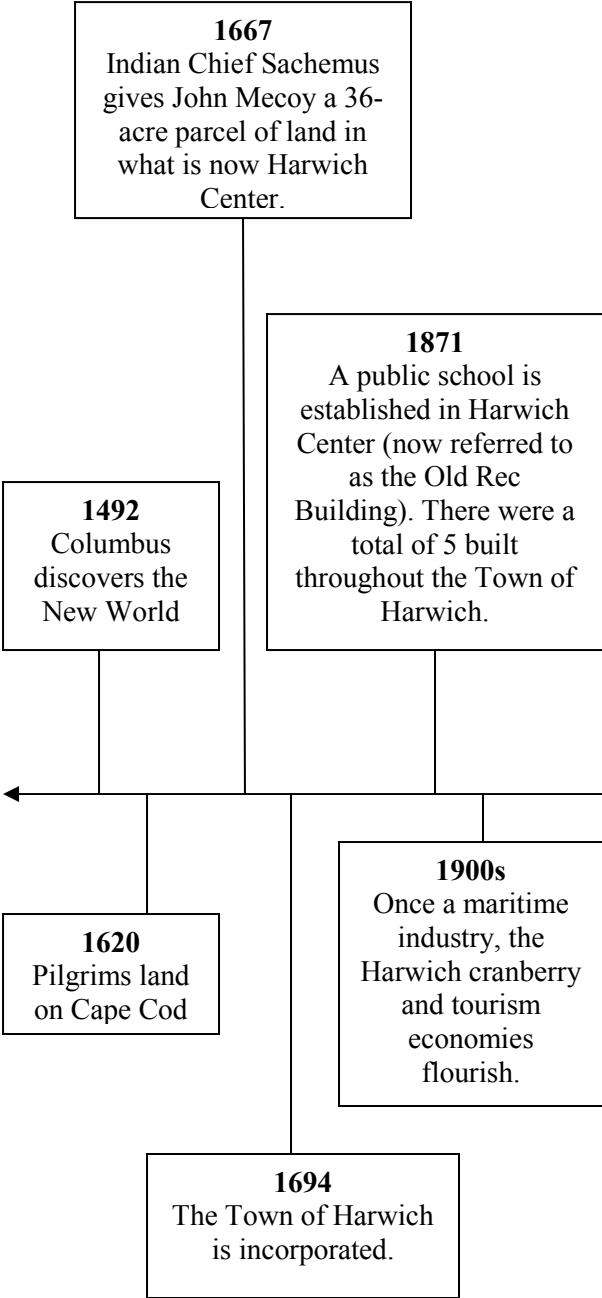 1667
Indian Chief Sachemus
gives John Mecoy a 36-
acre parcel of land in
what is now Harwich
Center.
1871
A public school is
established in Harwich
Center (now referred to
as the Old Rec
Building). There were a
total of 5 built
throughout the Town of
Harwich.
1492
Columbus
discovers the
New World
1900s
Once a maritime
industry, the
Harwich cranberry
and tourism
economies
flourish.
1620
Pilgrims land
on Cape Cod
1694
The Town of Harwich
is incorporated.